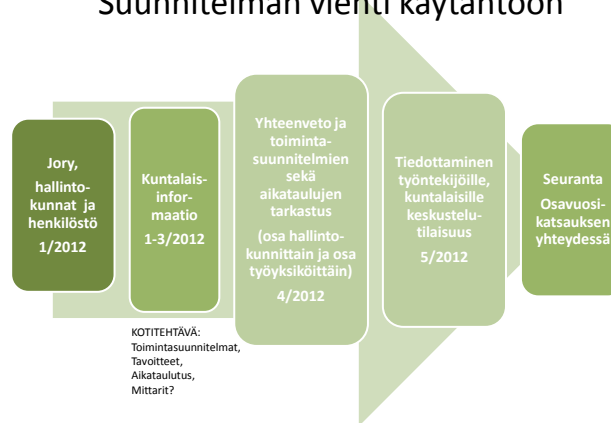 Suunnitelman vienti käytäntöön
Jory,
hallinto-
kunnat ja
henkilöstö
1/2012
Kuntalais-
infor-
maatio
1-3/2012
Yhteenveto ja
toiminta-
suunnitelmien
sekä
aikataulujen
tarkastus
(osa hallinto-
kunnittain ja osa
työyksiköittäin)
4/2012
Tiedottaminen
työntekijöille,
kuntalaisille
keskustelu-
tilaisuus
5/2012
Seuranta
Osavuosi-
katsauksen
yhteydessä
KOTITEHTÄVÄ:
Toimintasuunnitelmat,
Tavoitteet,
Aikataulutus,
Mittarit?